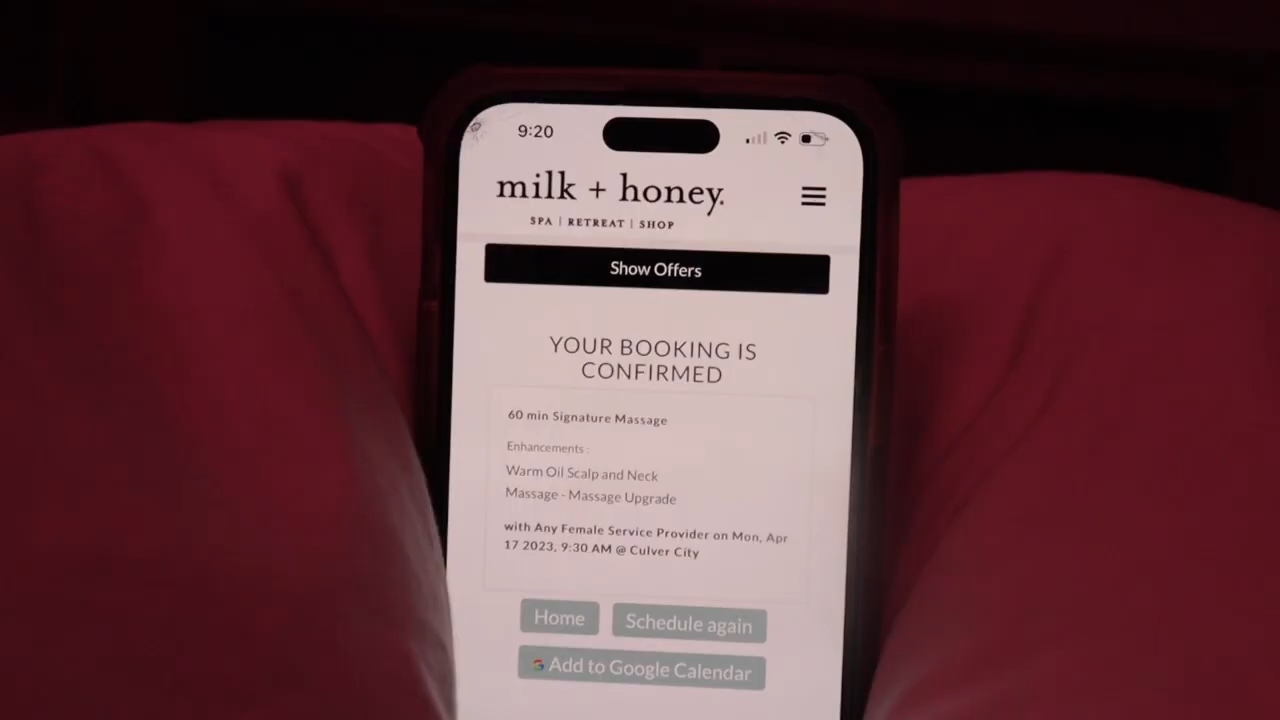 9:20
milk + honey.
SPA | RETREAT | SHOP
Show Offers
YOUR BOOKING IS
CONFIRMED
60 min Signature Massage
Enhancements :
Warm Oil Scalp and Neck
Massage - Massage Upgrade
with Any Female Service Provider on Mon, Apr
17 2023, 9:30 AM @ Culver City
Home
Schedule again
Add to Google Calendar